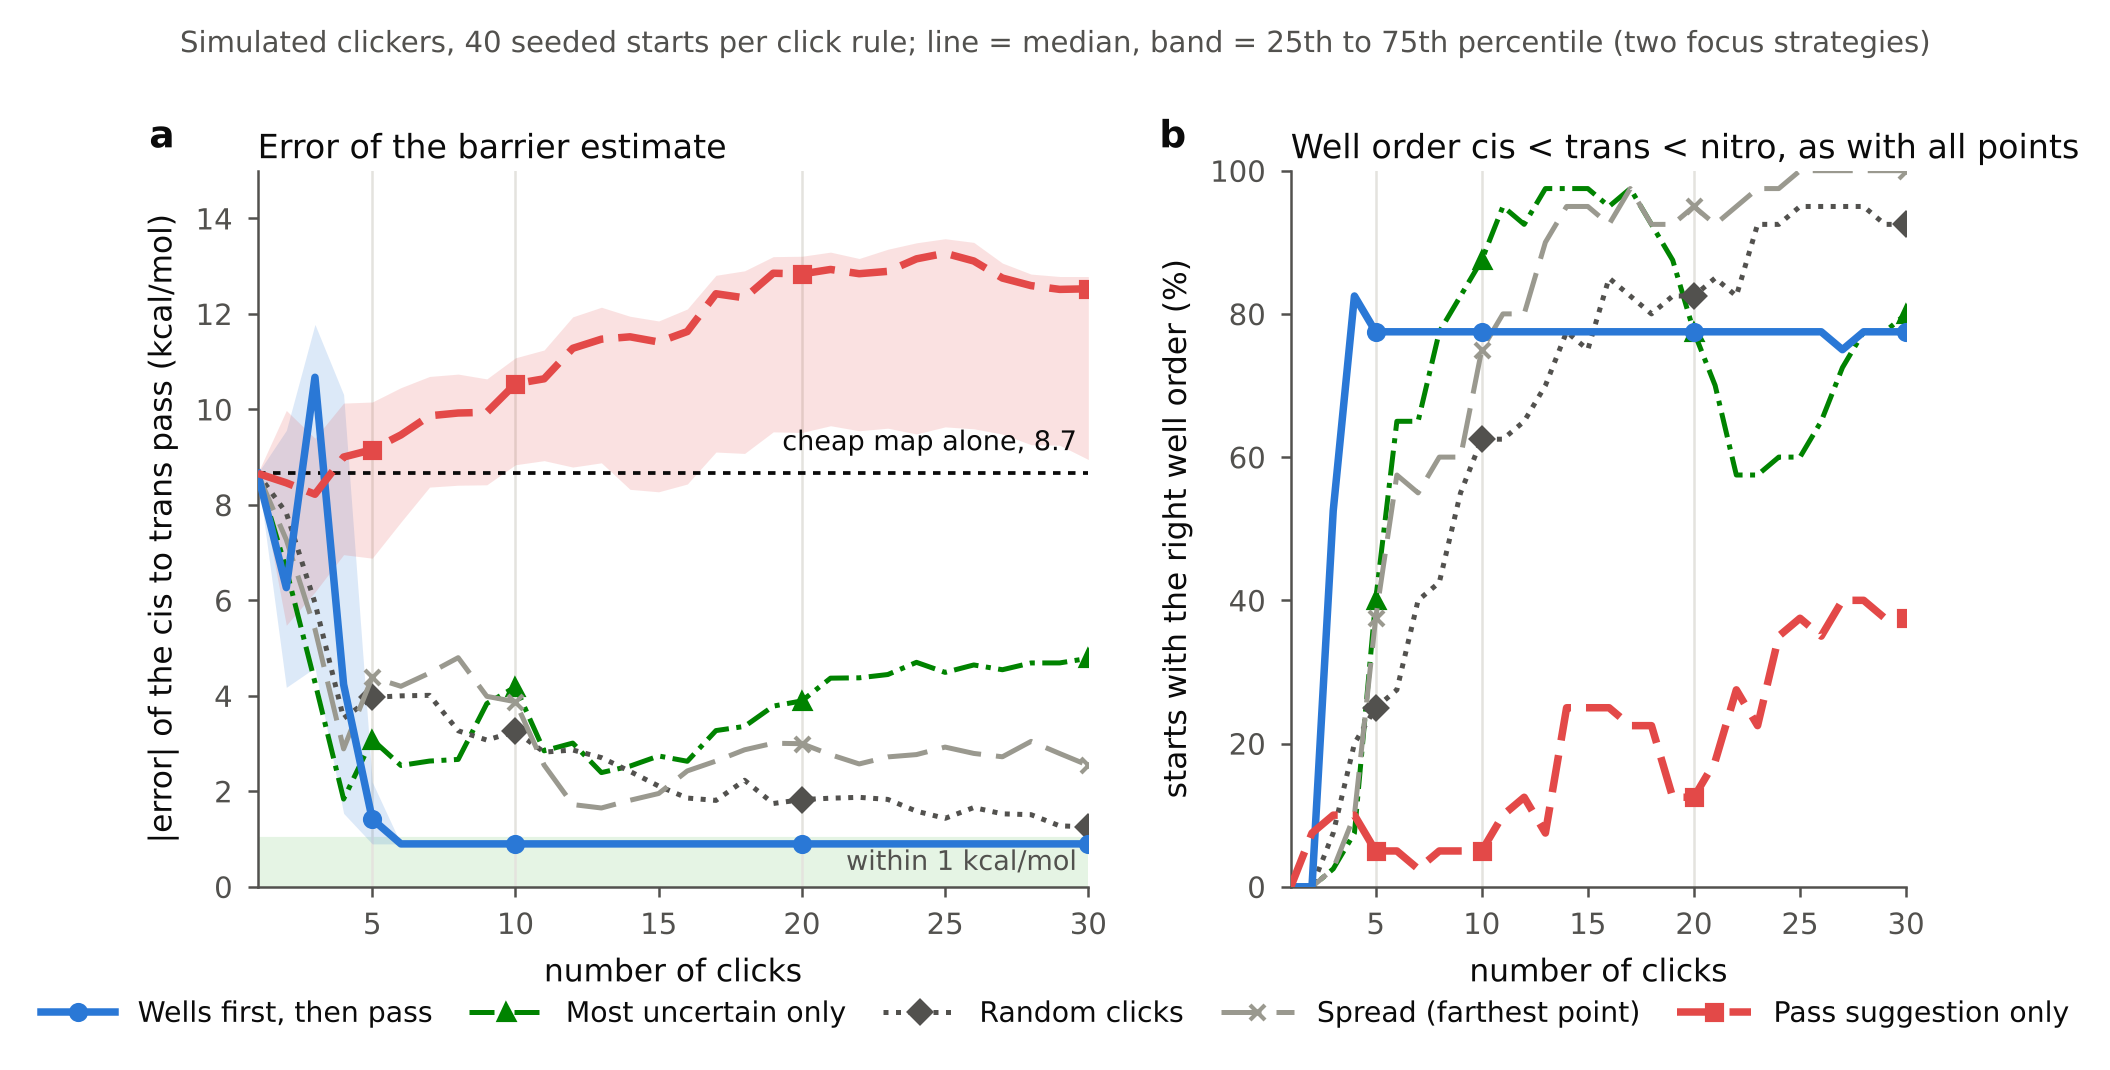 Simulated clickers, 40 seeded starts per click rule; line = median, band = 25th to 75th percentile (two focus strategies)
a
Error of the barrier estimate
|error| of the cis to trans pass (kcal/mol)
14
12
10
8
6
4
2
0
cheap map alone, 8.7
within 1 kcal/mol
5 10 15 20 25 30
number of clicks
b
Well order cis < trans < nitro, as with all points
starts with the right well order (%)
100
80
60
40
20
0
5 10 15 20 25 30
number of clicks
Wells first, then pass Most uncertain only Random clicks Spread (farthest point) Pass suggestion only